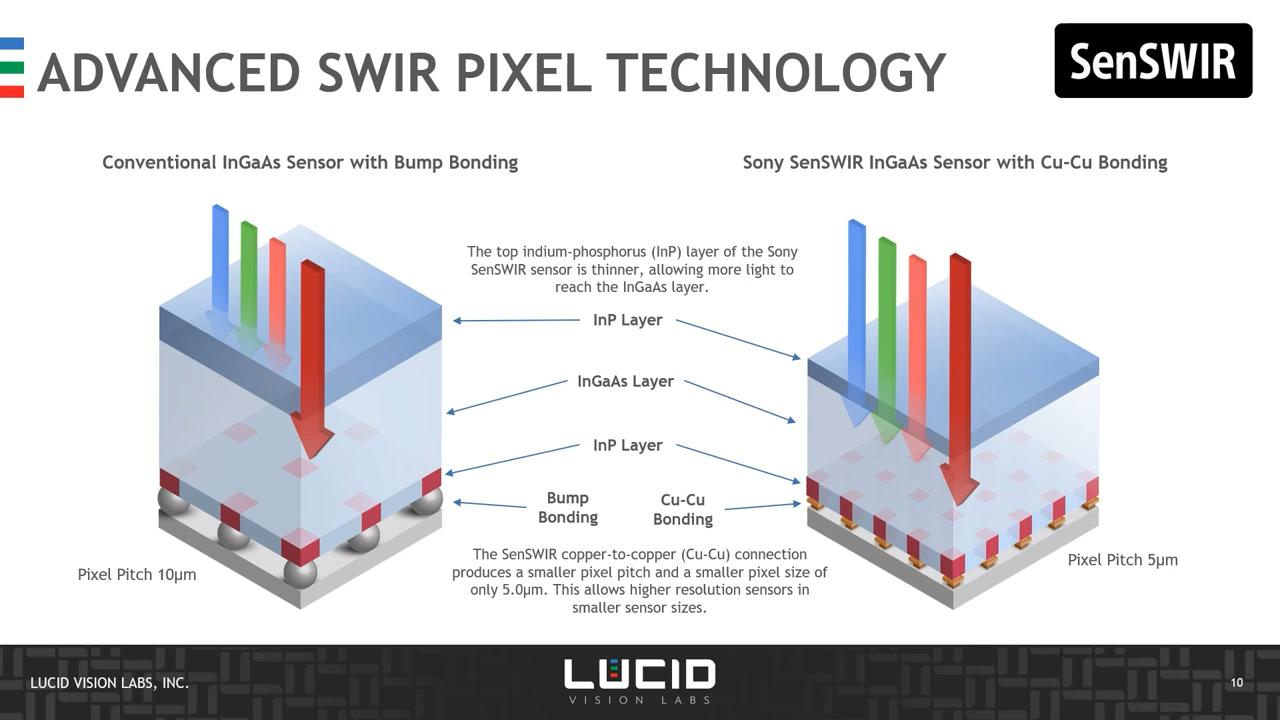 ADVANCED SWIR PIXEL TECHNOLOGY
SenSWIR
Conventional InGaAs Sensor with Bump Bonding
Sony SenSWIR InGaAs Sensor with Cu-Cu Bonding
The top indium-phosphorus (InP) layer of the Sony
SenSWIR sensor is thinner, allowing more light to
reach the InGaAs layer.
InP Layer
InGaAs Layer
InP Layer
Bump
Bonding
Cu-Cu
Bonding
The SenSWIR copper-to-copper (Cu-Cu) connection
produces a smaller pixel pitch and a smaller pixel size of
only 5.0µm. This allows higher resolution sensors in
smaller sensor sizes.
Pixel Pitch 10µm
Pixel Pitch 5µm
LUCID VISION LABS, INC.
LUCID
VISION LABS
10